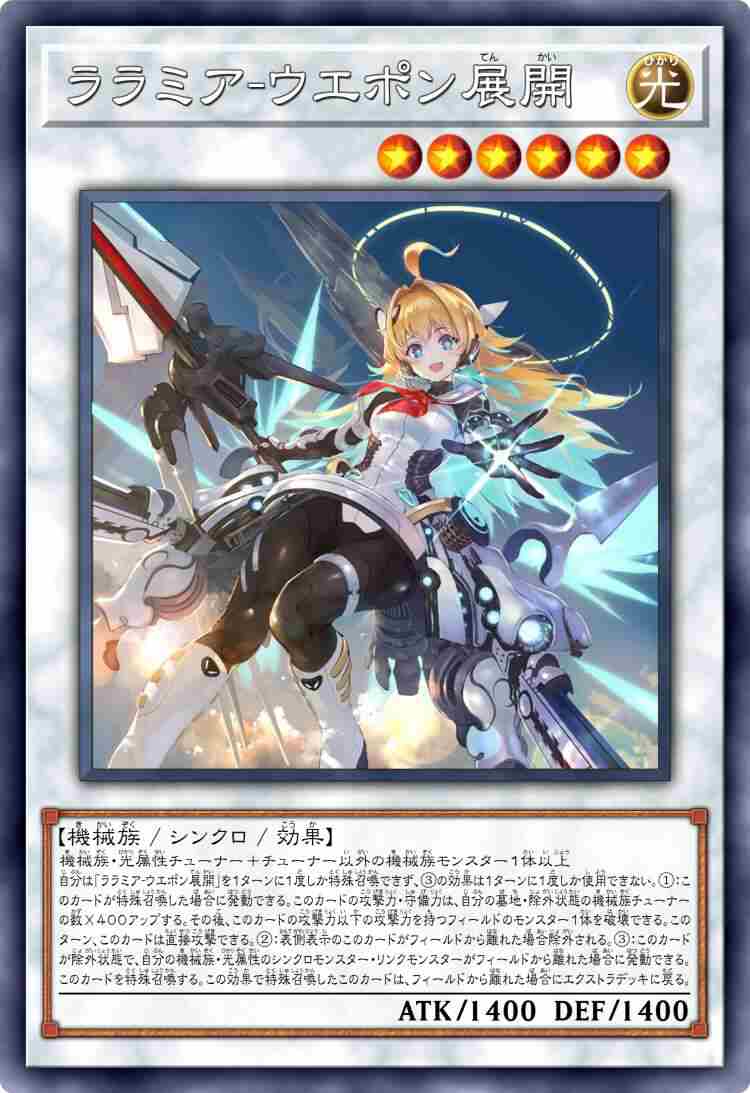 ララミア-ウエポン展開
光
【機械族 / シンクロ / 効果】
機械族・光属性チューナー＋チューナー以外の機械族モンスター1体以上
自分は「ララミア-ウエポン展開」を1ターンに1度しか特殊召喚できず、③の効果は1ターンに1度しか使用できない。①：こ
のカードが特殊召喚した場合に発動できる。このカードの攻撃力・守備力は、自分の墓地・除外状態の機械族チューナー
の数×400アップする。その後、このカードの攻撃力以下の攻撃力を持つフィールドのモンスター1体を破壊できる。この
ターン、このカードは直接攻撃できる。②：表側表示のこのカードがフィールドから離れた場合除外される。③：このカード
が除外状態で、自分の機械族・光属性のシンクロモンスター・リンクモンスターがフィールドから離れた場合に発動できる。
このカードを特殊召喚する。この効果で特殊召喚したこのカードは、フィールドから離れた場合にエクストラデッキに戻る。
ATK/1400 DEF/1400